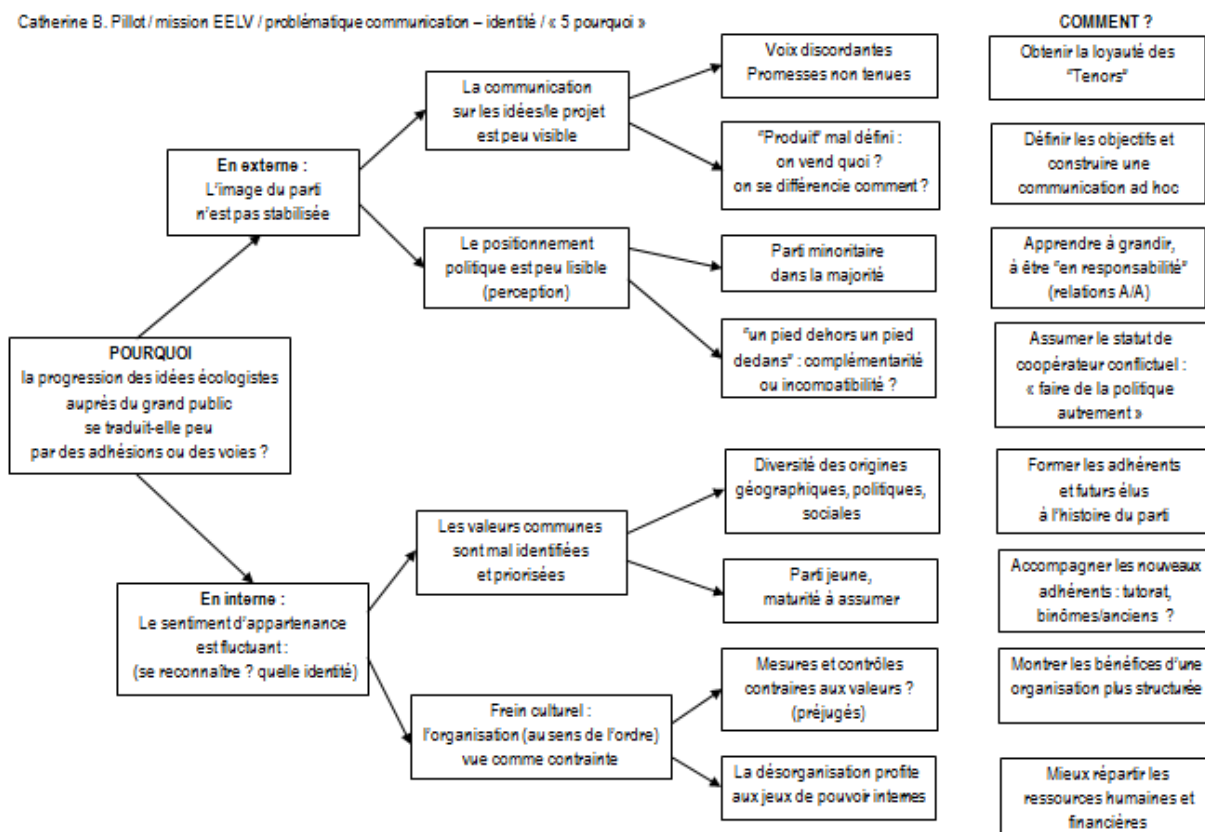 Catherine B. Pillot / mission EELV / problématique communication – identité / « 5 pourquoi »
COMMENT ?
POURQUOI
la progression des idées écologistes
auprès du grand public
se traduit-elle peu
par des adhésions ou des voies ?
En externe :
L'image du parti
n'est pas stabilisée
La communication
sur les idées/le projet
est peu visible
Voix discordantes
Promesses non tenues
Obtenir la loyauté des
"Tenors"
"Produit" mal défini :
on vend quoi ?
on se différencie comment ?
Définir les objectifs et
construire une
communication ad hoc
Le positionnement
politique est peu lisible
(perception)
Parti minoritaire
dans la majorité
Apprendre à grandir,
à être "en responsabilité"
(relations A/A)
"un pied dehors un pied
dedans" : complémentarité
ou incompatibilité ?
Assumer le statut de
coopérateur conflictuel :
« faire de la politique
autrement »
En interne :
Le sentiment d'appartenance
est fluctuant :
(se reconnaître ? quelle identité)
Les valeurs communes
sont mal identifiées
et priorisées
Diversité des origines
géographiques, politiques,
sociales
Former les adhérents
et futurs élus
à l'histoire du parti
Parti jeune,
maturité à assumer
Accompagner les nouveaux
adhérents : tutorat,
binômes/anciens ?
Frein culturel :
l'organisation (au sens de l'ordre)
vue comme contrainte
Mesures et contrôles
contraires aux valeurs ?
(préjugés)
Montrer les bénéfices d'une
organisation plus structurée
La désorganisation profite
aux jeux de pouvoir internes
Mieux répartir les
ressources humaines et
financières